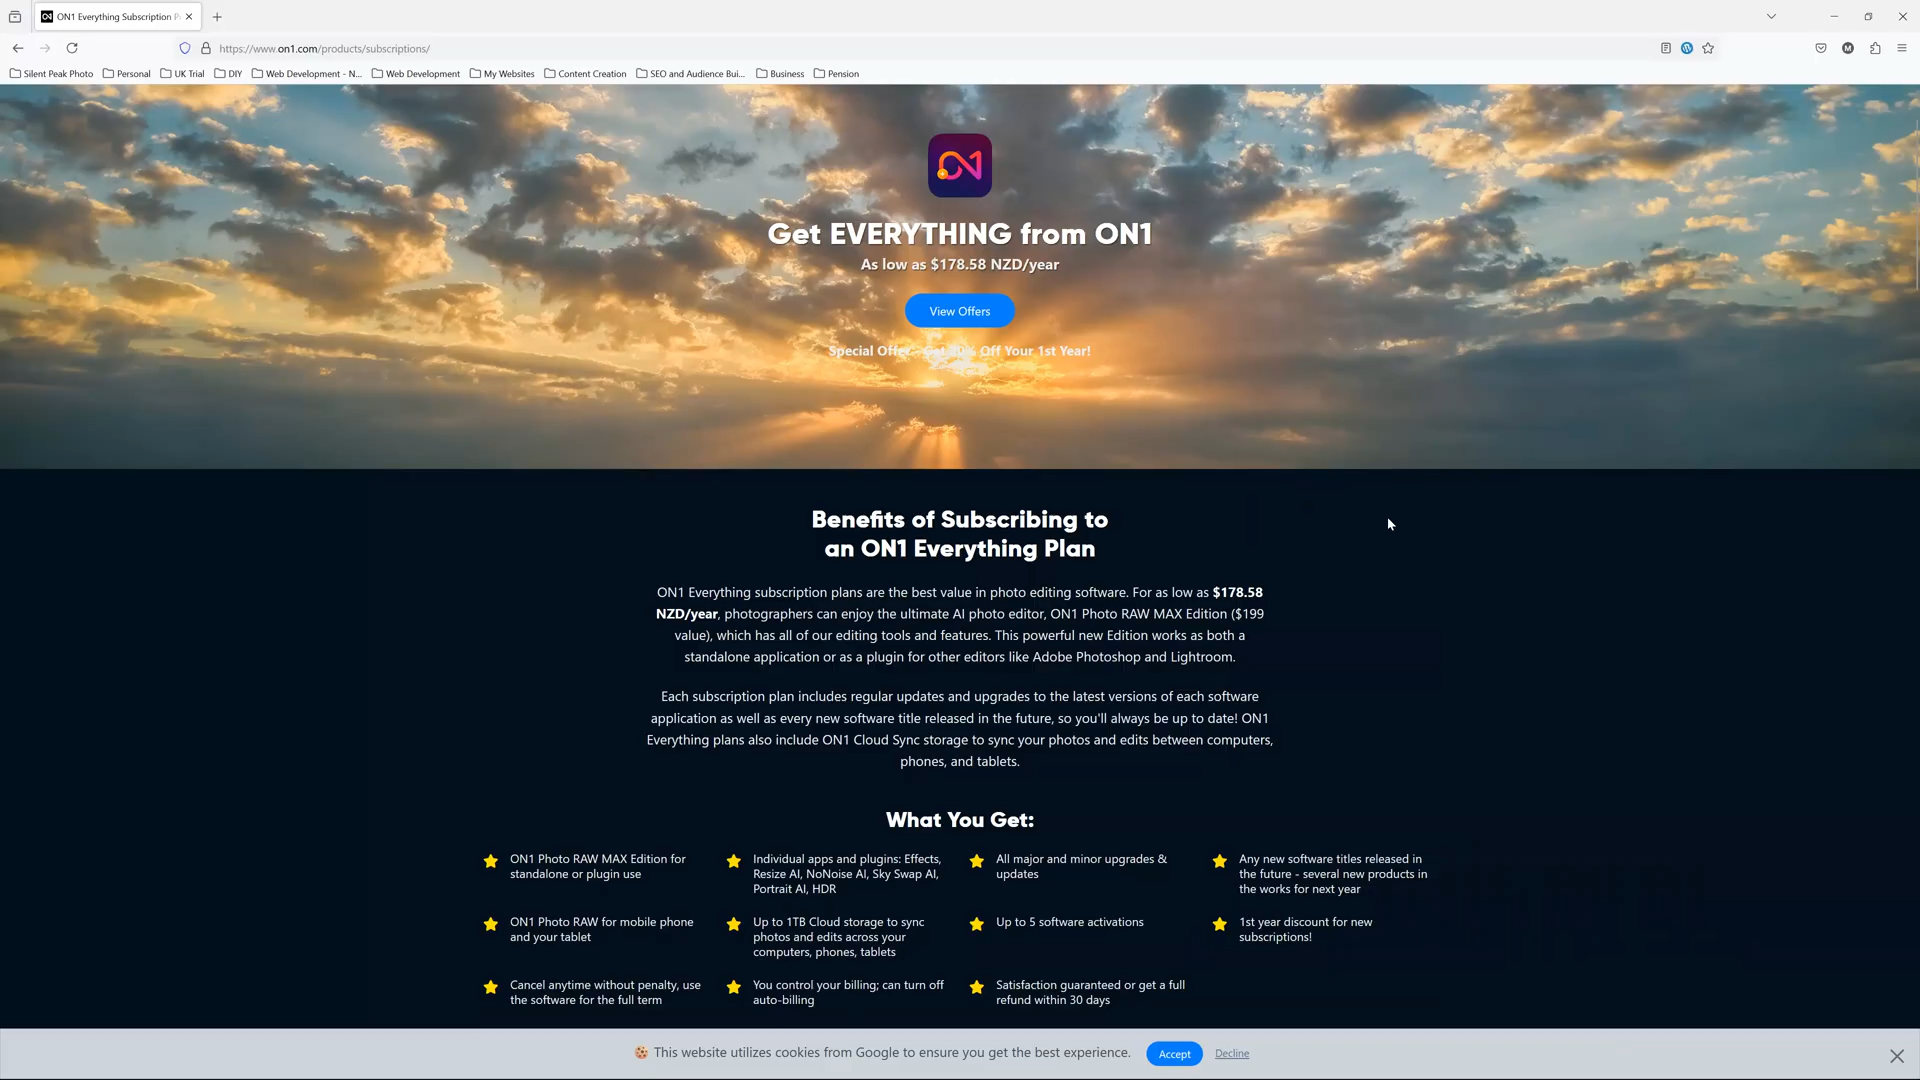 ON1 Everything Subscription P
https://www.on1.com/products/subscriptions/
Silent Peak Photo Personal UK Trial DIY Web Development - N... Web Development My Websites Content Creation SEO and Audience Bui... Business Pension
ON1
Get EVERYTHING from ON1
As low as $178.58 NZD/year
View Offers
Special Offer - Get % Off Your 1st Year!
Benefits of Subscribing to
an ON1 Everything Plan
ON1 Everything subscription plans are the best value in photo editing software. For as low as $178.58
NZD/year, photographers can enjoy the ultimate AI photo editor, ON1 Photo RAW MAX Edition ($199
value), which has all of our editing tools and features. This powerful new Edition works as both a
standalone application or as a plugin for other editors like Adobe Photoshop and Lightroom.
Each subscription plan includes regular updates and upgrades to the latest versions of each software
application as well as every new software title released in the future, so you'll always be up to date! ON1
Everything plans also include ON1 Cloud Sync storage to sync your photos and edits between computers,
phones, and tablets.
What You Get:
ON1 Photo RAW MAX Edition for
standalone or plugin use
Individual apps and plugins: Effects,
Resize AI, NoNoise AI, Sky Swap AI,
Portrait AI, HDR
All major and minor upgrades &
updates
Any new software titles released in
the future - several new products in
the works for next year
ON1 Photo RAW for mobile phone
and your tablet
Up to 1TB Cloud storage to sync
photos and edits across your
computers, phones, tablets
Up to 5 software activations
1st year discount for new
subscriptions!
Cancel anytime without penalty, use
the software for the full term
You control your billing; can turn off
auto-billing
Satisfaction guaranteed or get a full
refund within 30 days
This website utilizes cookies from Google to ensure you get the best experience. Accept Decline